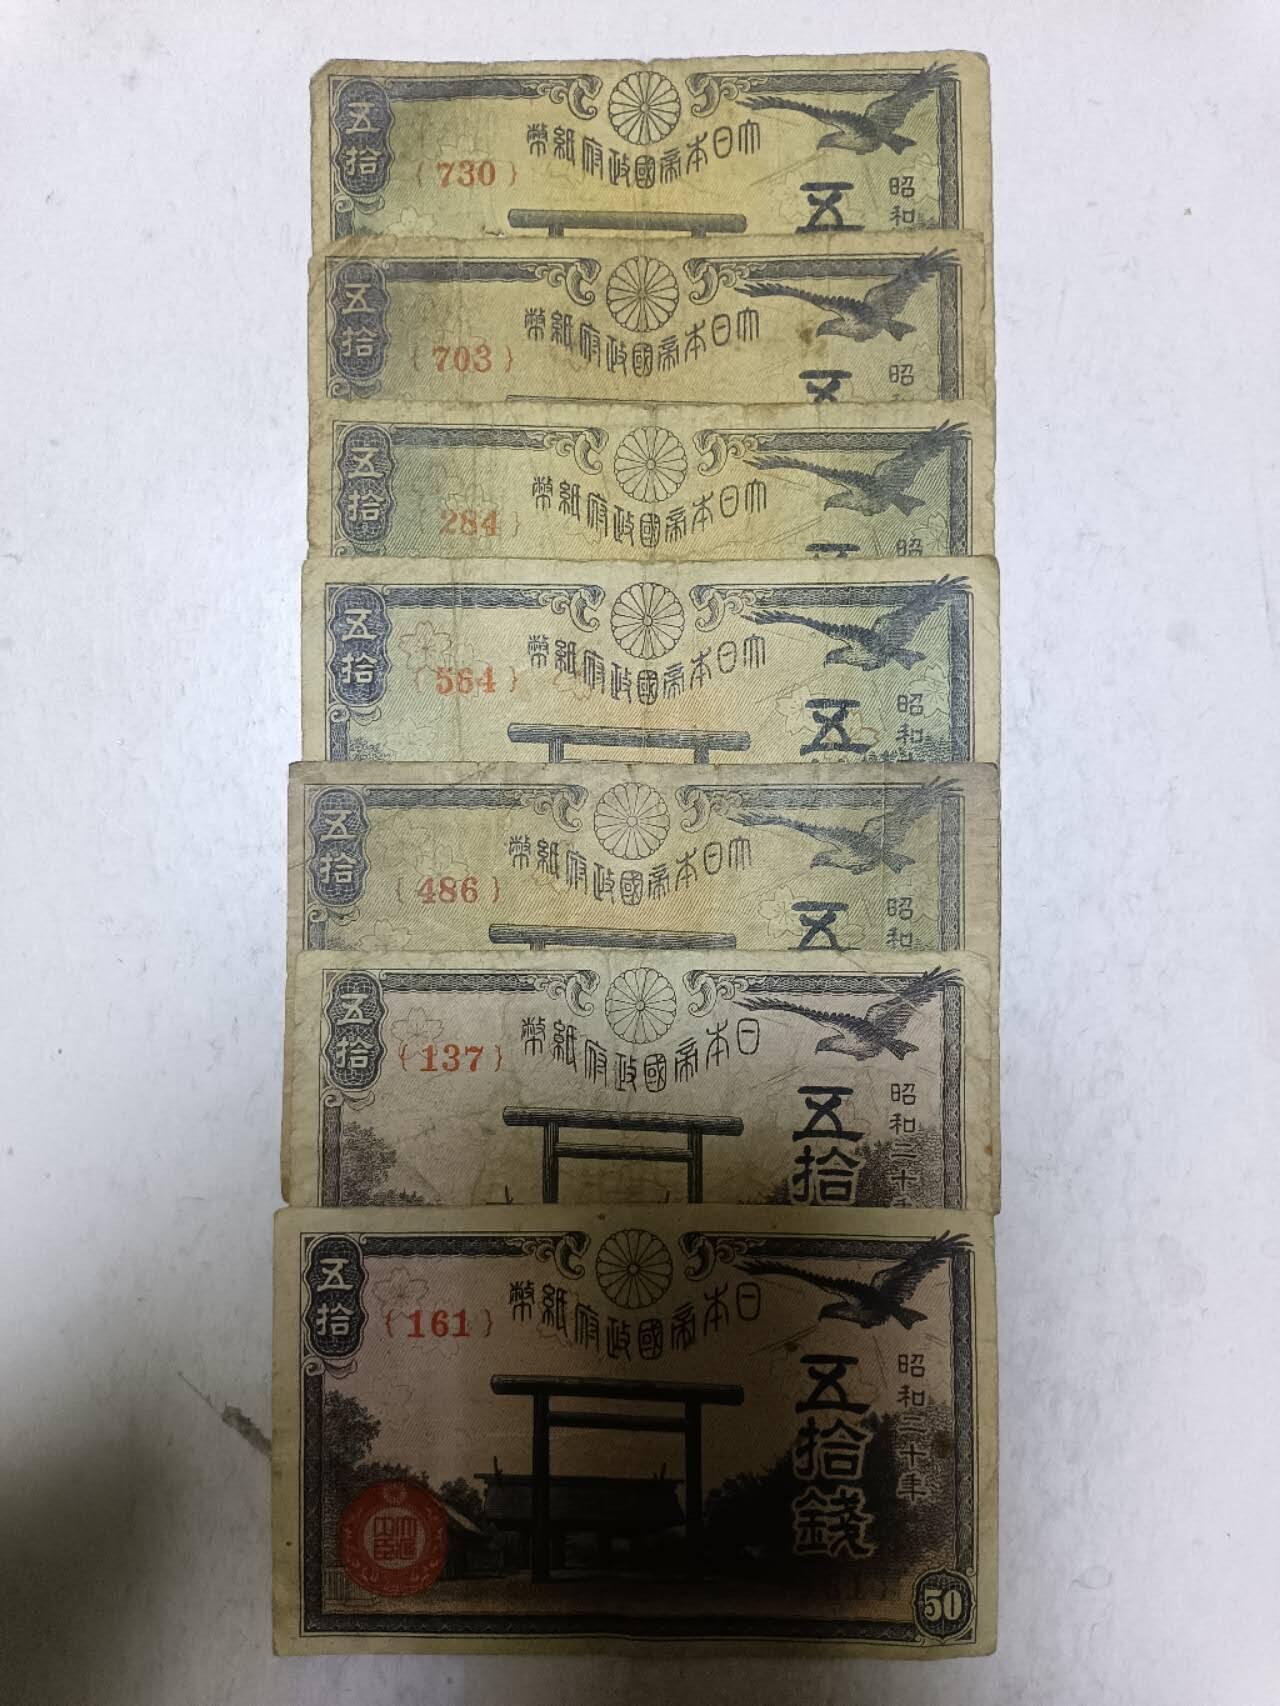 五拾
大日本帝國政府紙幣
{730}
五
昭和
五拾
大日本帝國政府紙幣
{703}
五
昭
五拾
大日本帝國政府紙幣
{284}
昭
五拾
大日本帝國政府紙幣
{564}
五
昭和
五拾
大日本帝國政府紙幣
{486}
五
昭和
五拾
日本帝國政府紙幣
{137}
五拾
昭和二十年
五拾
日本帝國政府紙幣
{161}
五拾錢
昭和二十年
50